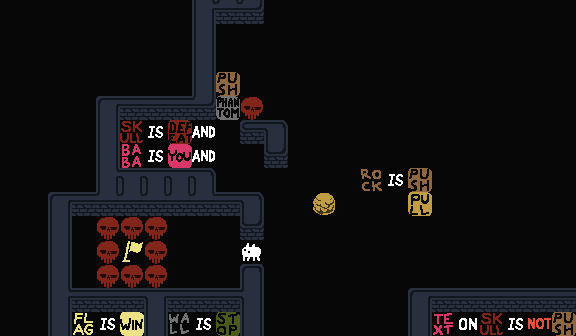 PUSH
PHANTOM
SKULL IS DEFEAT AND
BABA IS YOU AND
ROCK IS PUSH
PULL
FLAG IS WIN
WALL IS STOP
TEXT ON SKULL IS NOT PUSH